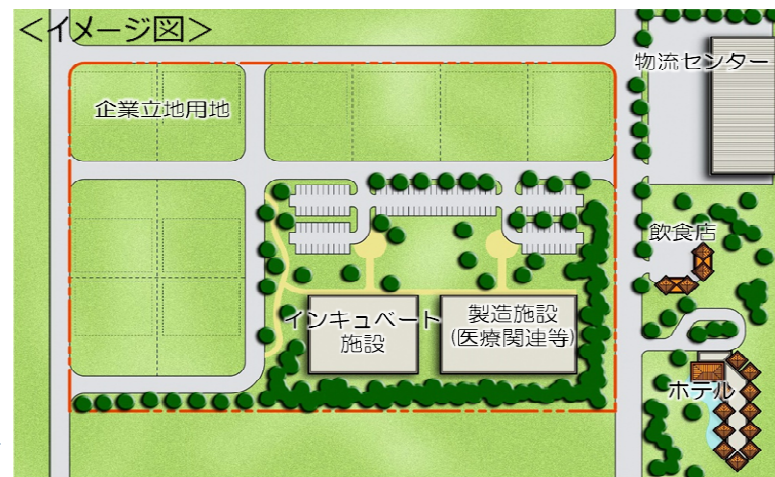 ＜イメージ図＞
物流センター
企業立地用地
飲食店
インキュベート
施設
製造施設
(医療関連等)
ホテル